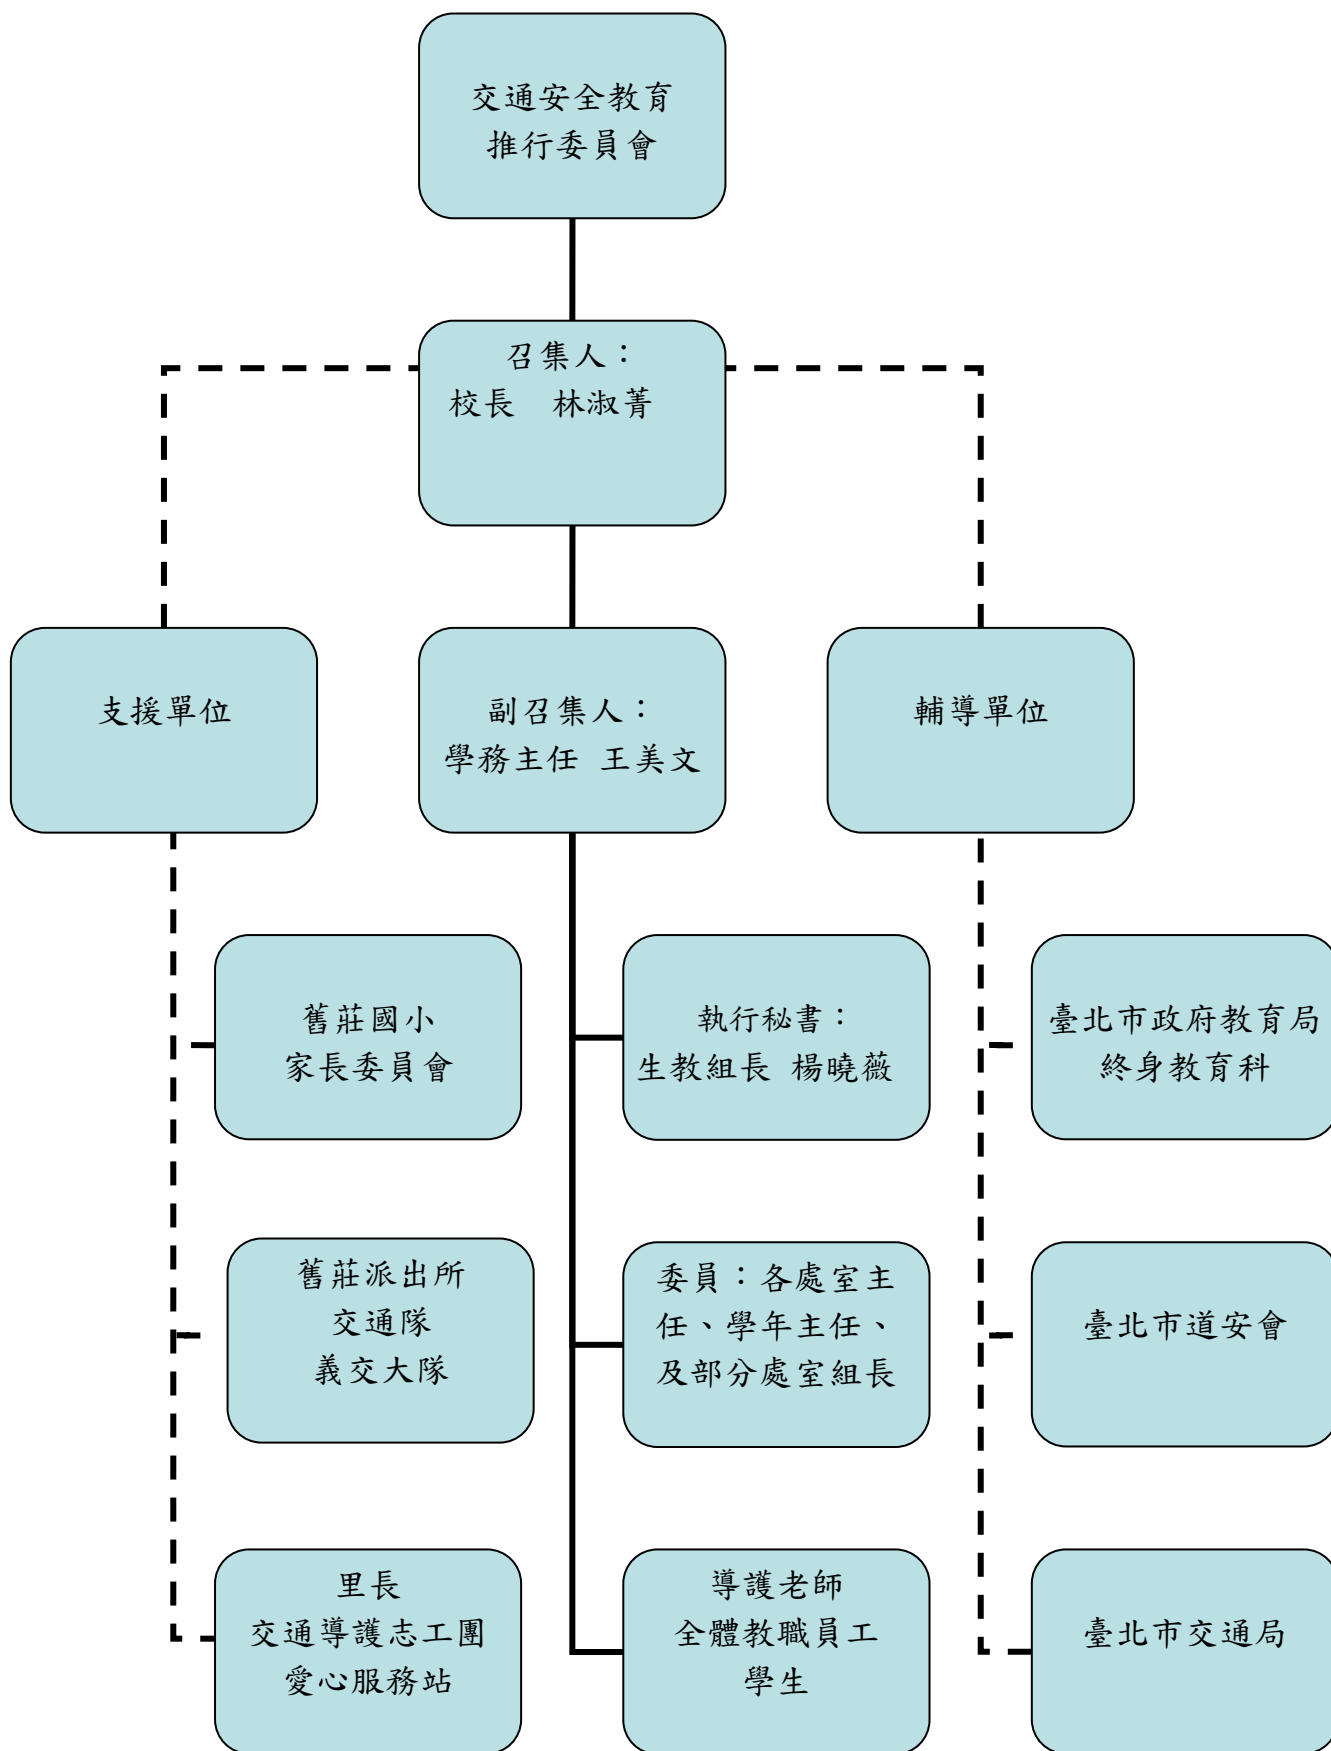 交通安全教育
推行委員會
召集人：
校長　林淑菁
支援單位
副召集人：
學務主任 王美文
輔導單位
舊莊國小
家長委員會
執行秘書：
生教組長 楊曉薇
臺北市政府教育局
終身教育科
舊莊派出所
交通隊
義交大隊
委員：各處室主
任、學年主任、
及部分處室組長
臺北市道安會
里長
交通導護志工團
愛心服務站
導護老師
全體教職員工
學生
臺北市交通局